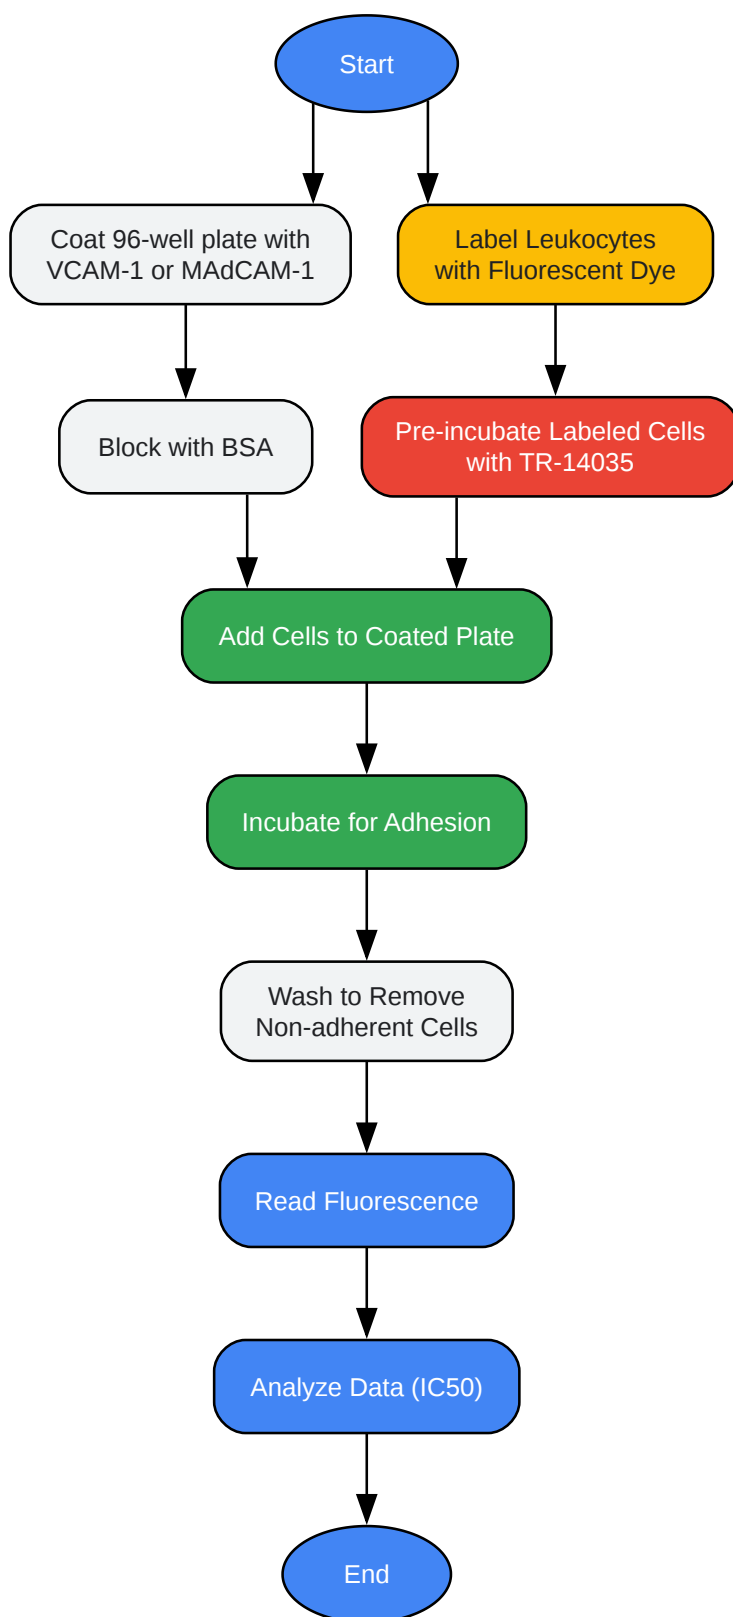 Start
Coat 96-well plate with
VCAM-1 or MAdCAM-1
Label Leukocytes
with Fluorescent Dye
Block with BSA
Pre-incubate Labeled Cells
with TR-14035
Add Cells to Coated Plate
Incubate for Adhesion
Wash to Remove
Non-adherent Cells
Read Fluorescence
Analyze Data (IC50)
End